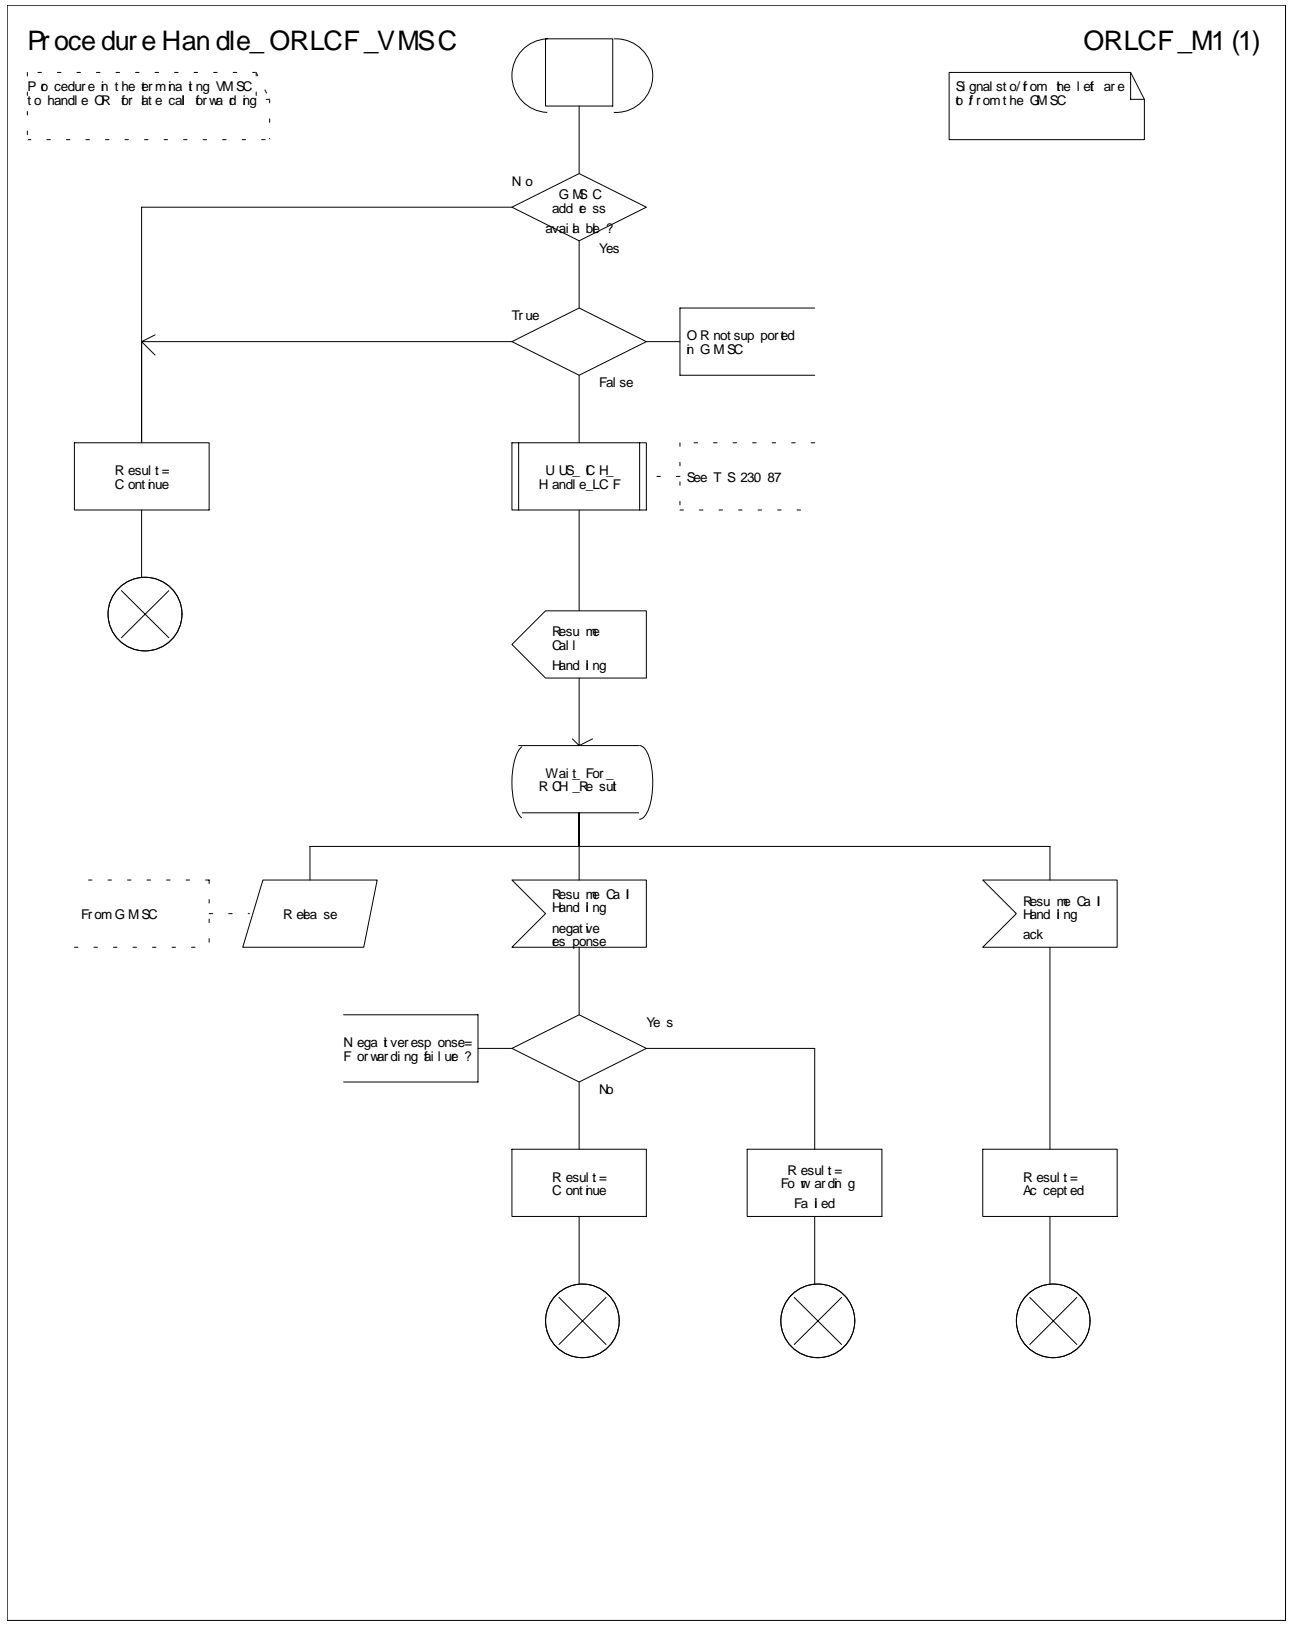 Procedure Handle_ORLCF_VMSC
ORLCF_M1 (1)
Procedure in the terminating VMSC
to handle OR for late call forwarding
Signals to/from the left are
to/from the GMSC
No
GMSC
address
available ?
Yes
True
OR not supported
in GMSC
False
Result=
Continue
UUS_ICH_
Handle_LCF
See TS 23087
Resume
Call
Handling
Wait_For_
RCH_Result
From GMSC
Release
Resume Call
Handling
negative
response
Resume Call
Handling
ack
Negative response=
Forwarding failure ?
Yes
No
Result=
Continue
Result=
Forwarding
Failed
Result=
Accepted